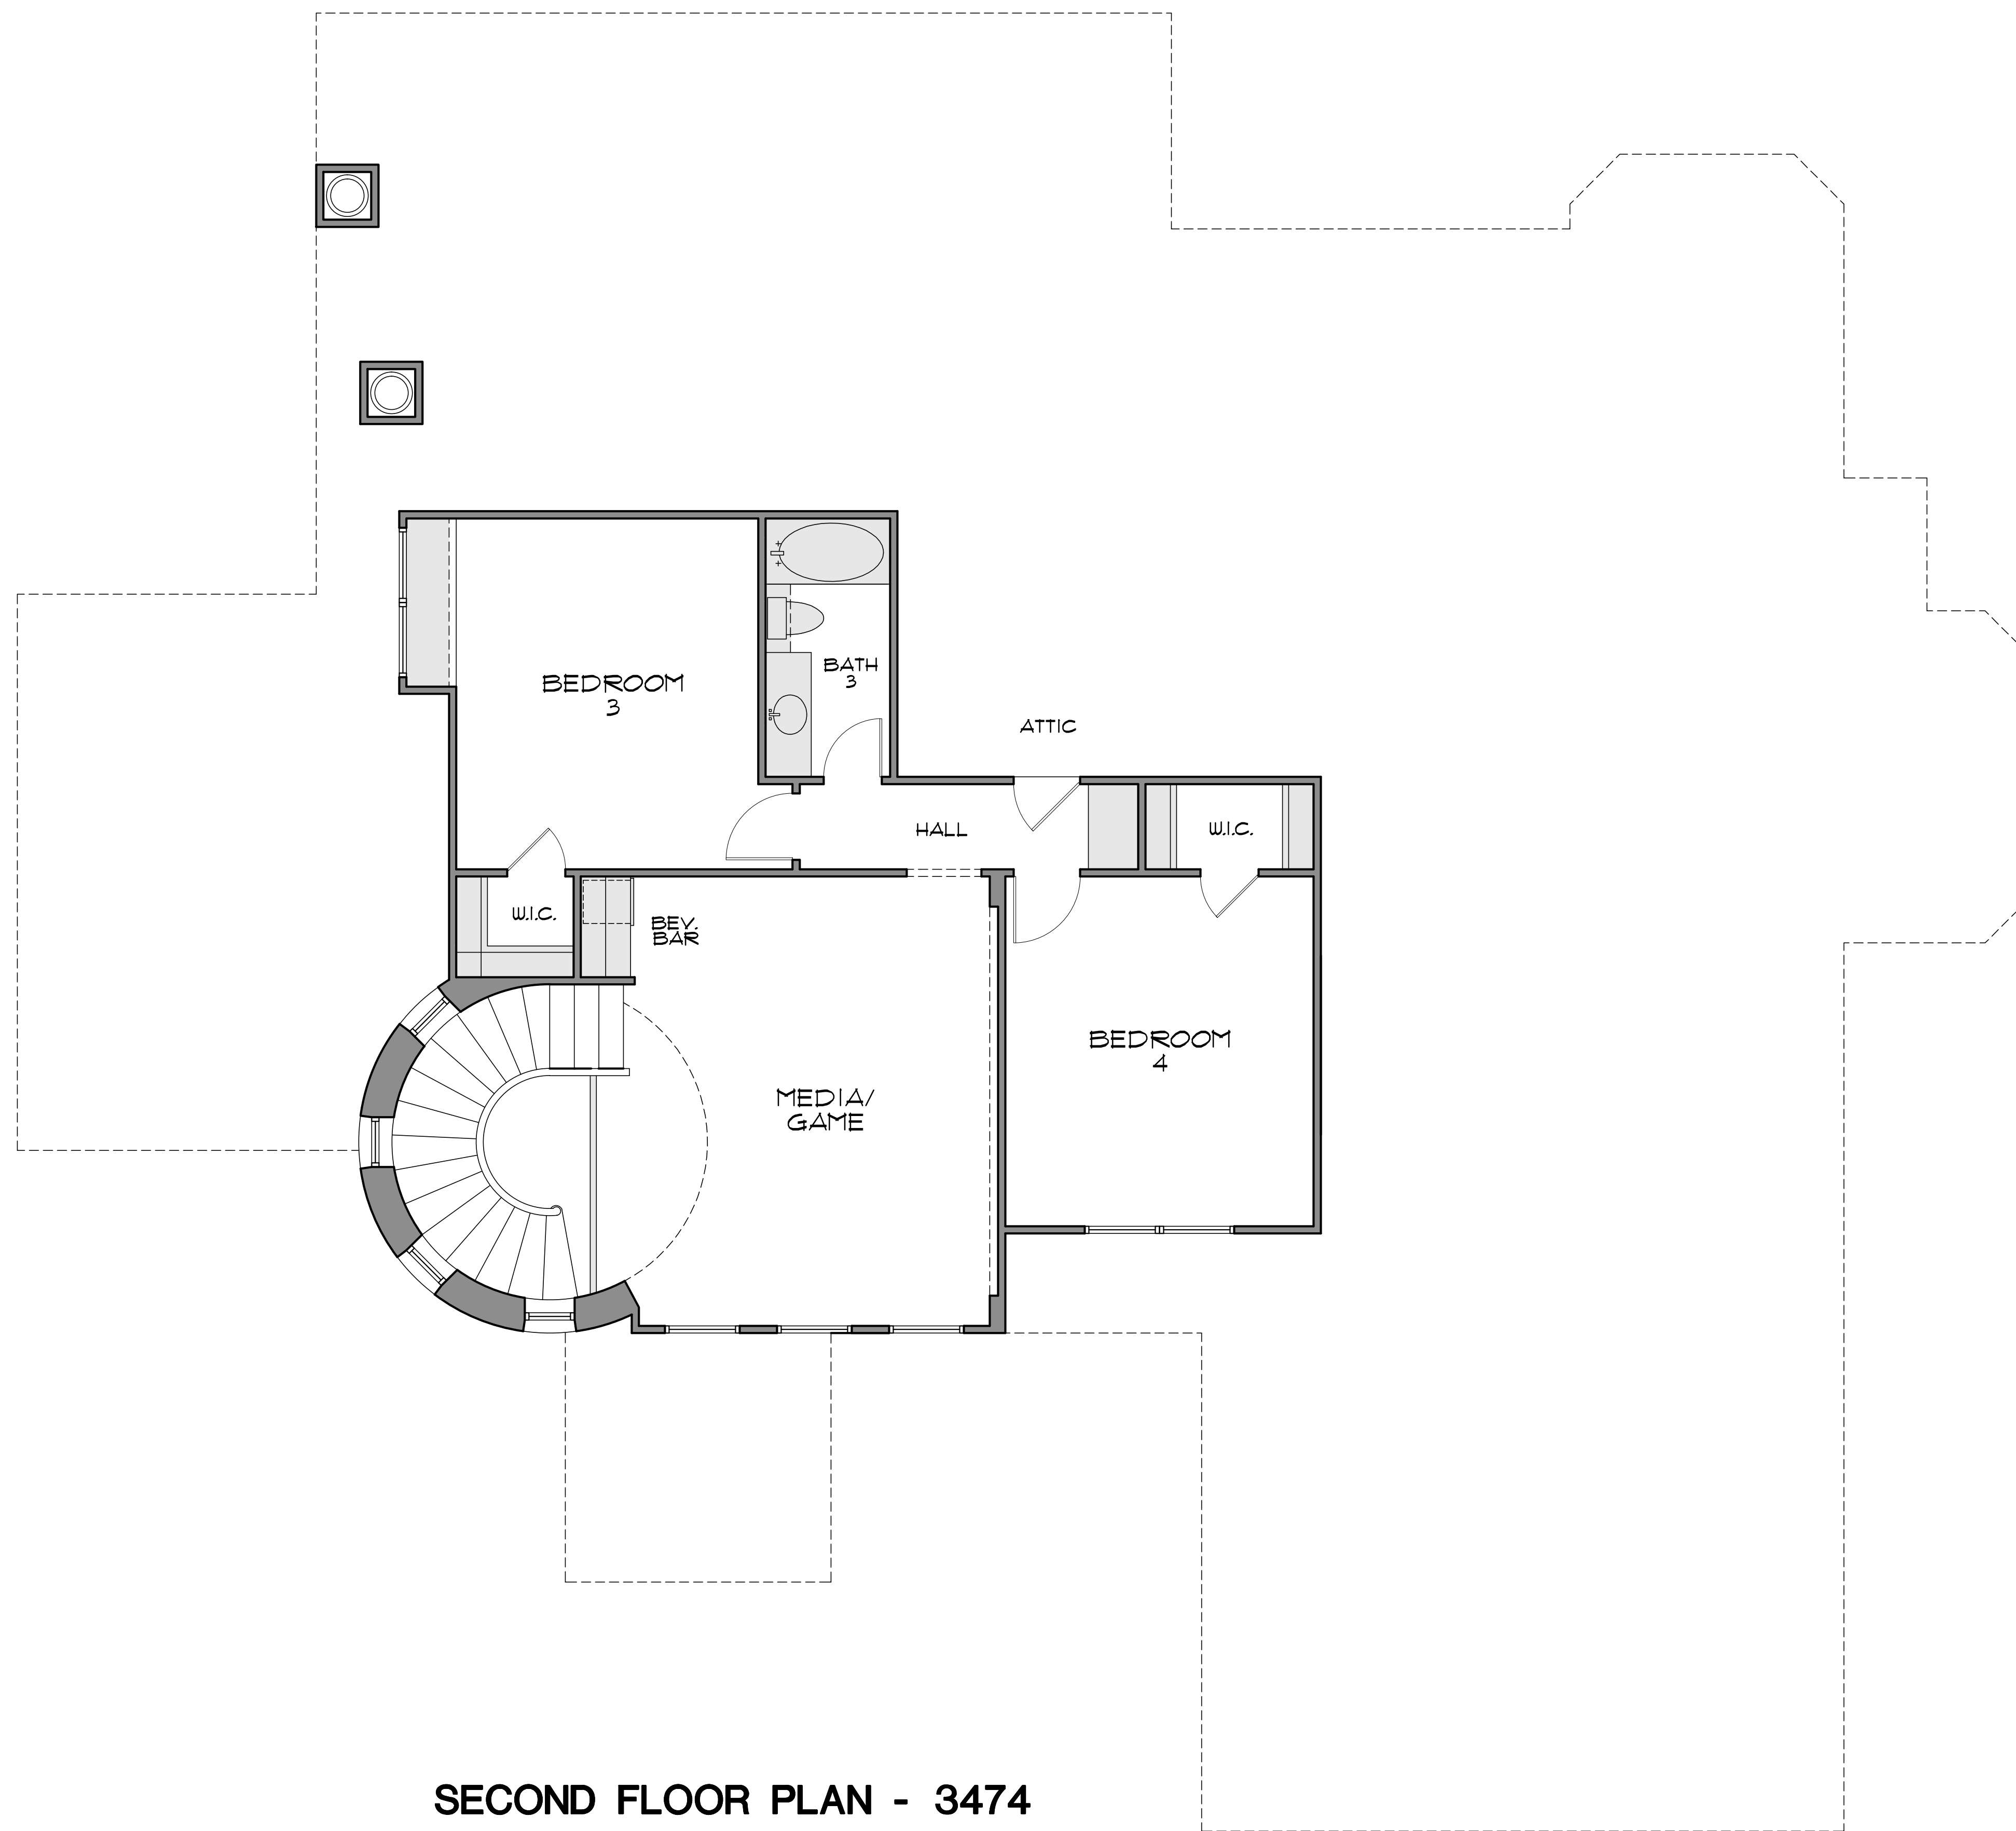 BEDROOM
3
BATH
3
ATTIC
HALL
W.I.C.
W.I.C.
BEV.
BAR
MEDIA/
GAME
BEDROOM
4
SECOND FLOOR PLAN - 3474